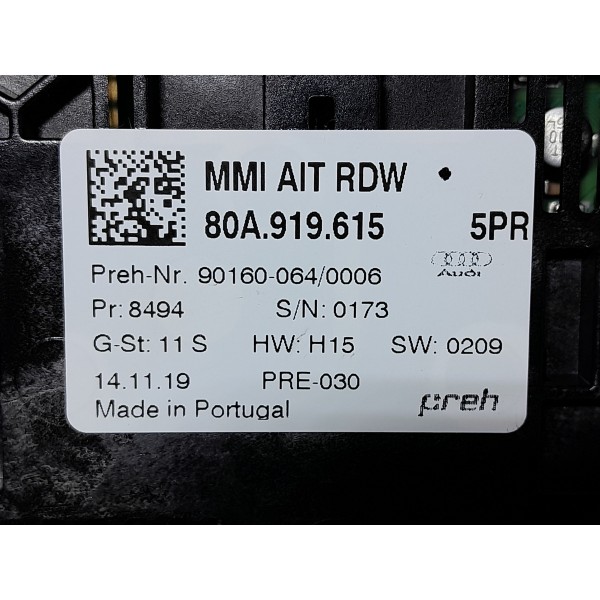 MMI AIT RDW
80A.919.615 5PR
Preh-Nr. 90160-064/0006
Audi
Pr: 8494 S/N: 0173
G-St: 11 S HW: H15 SW: 0209
14.11.19 PRE-030
Made in Portugal preh